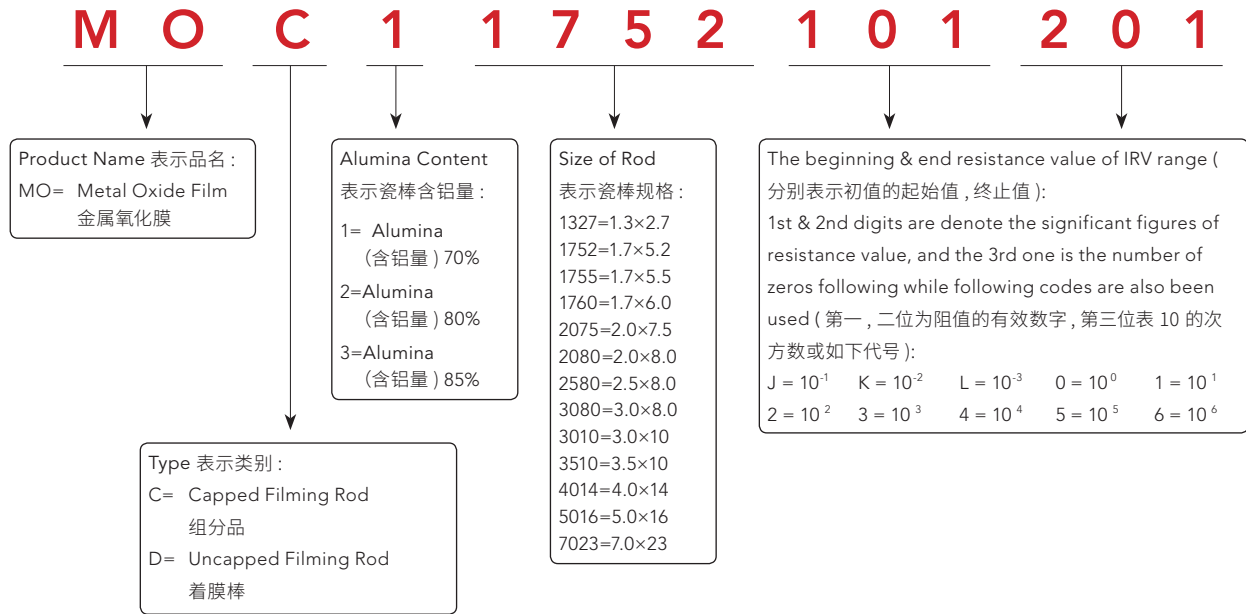 M O C 1 1 7 5 2 1 0 1 2 0 1
Product Name 表示品名 :
MO= Metal Oxide Film
金属氧化膜
Alumina Content
表示瓷棒含铝量 :
1= Alumina
(含铝量 ) 70%
2=Alumina
(含铝量 ) 80%
3=Alumina
(含铝量 ) 85%
Size of Rod
表示瓷棒规格 :
1327=1.3×2.7
1752=1.7×5.2
1755=1.7×5.5
1760=1.7×6.0
2075=2.0×7.5
2080=2.0×8.0
2580=2.5×8.0
3080=3.0×8.0
3010=3.0×10
3510=3.5×10
4014=4.0×14
5016=5.0×16
7023=7.0×23
The beginning & end resistance value of IRV range (
分别表示初值的起始值 , 终止值 ):
1st & 2nd digits are denote the significant figures of
resistance value, and the 3rd one is the number of
zeros following while following codes are also been
used ( 第一 , 二位为阻值的有效数字 , 第三位表 10 的次
方数或如下代号 ):
J = 10⁻¹ K = 10⁻² L = 10⁻³ 0 = 10⁰ 1 = 10¹
2 = 10² 3 = 10³ 4 = 10⁴ 5 = 10⁵ 6 = 10⁶
Type 表示类别 :
C= Capped Filming Rod
组分品
D= Uncapped Filming Rod
着膜棒